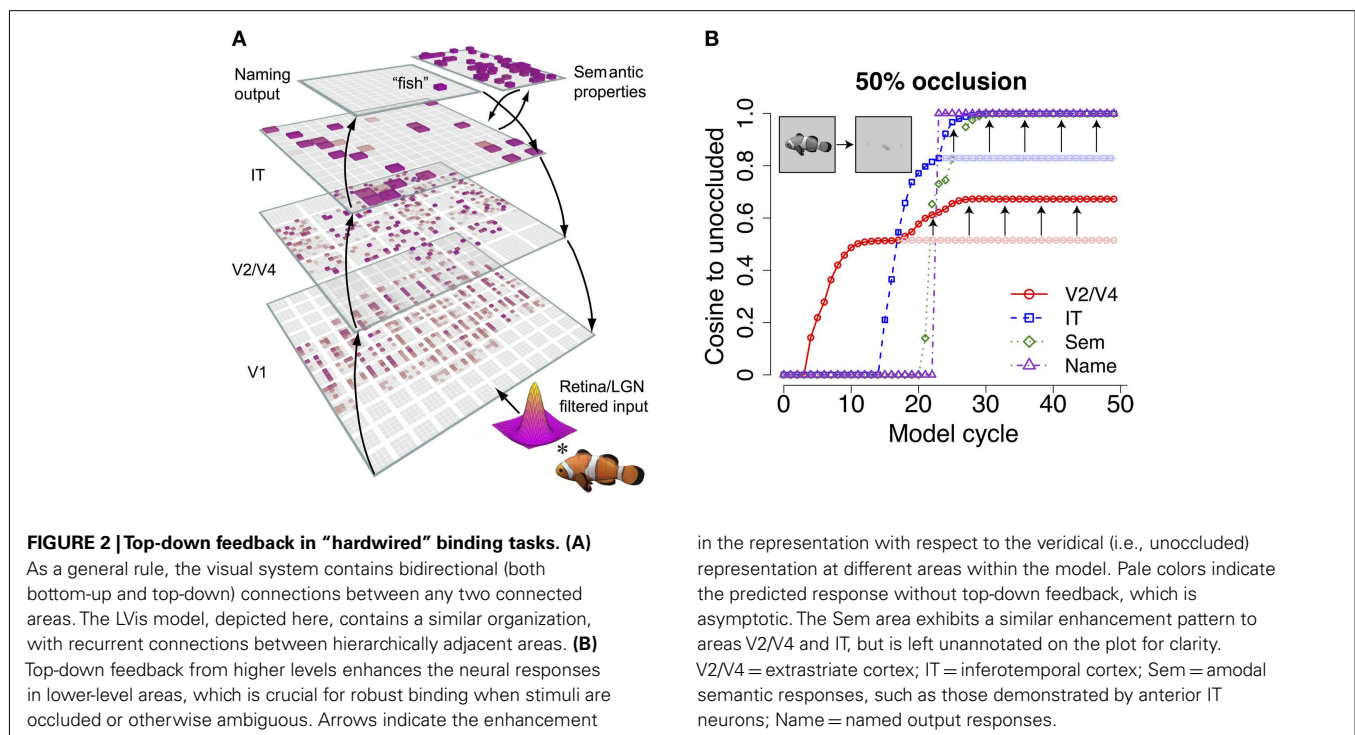 A
Naming
output
"fish"
Semantic
properties
IT
V2/V4
V1
Retina/LGN
filtered input
*
B
50% occlusion
Cosine to unoccluded
1.0
0.8
0.6
0.4
0.2
0
V2/V4
IT
Sem
Name
0 10 20 30 40 50
Model cycle
FIGURE 2 | Top-down feedback in “hardwired” binding tasks. (A)
As a general rule, the visual system contains bidirectional (both
bottom-up and top-down) connections between any two connected
areas. The LVis model, depicted here, contains a similar organization,
with recurrent connections between hierarchically adjacent areas. (B)
Top-down feedback from higher levels enhances the neural responses
in lower-level areas, which is crucial for robust binding when stimuli are
occluded or otherwise ambiguous. Arrows indicate the enhancement
in the representation with respect to the veridical (i.e., unoccluded)
representation at different areas within the model. Pale colors indicate
the predicted response without top-down feedback, which is
asymptotic. The Sem area exhibits a similar enhancement pattern to
areas V2/V4 and IT, but is left unannotated on the plot for clarity.
V2/V4 = extrastriate cortex; IT = inferotemporal cortex; Sem = amodal
semantic responses, such as those demonstrated by anterior IT
neurons; Name = named output responses.